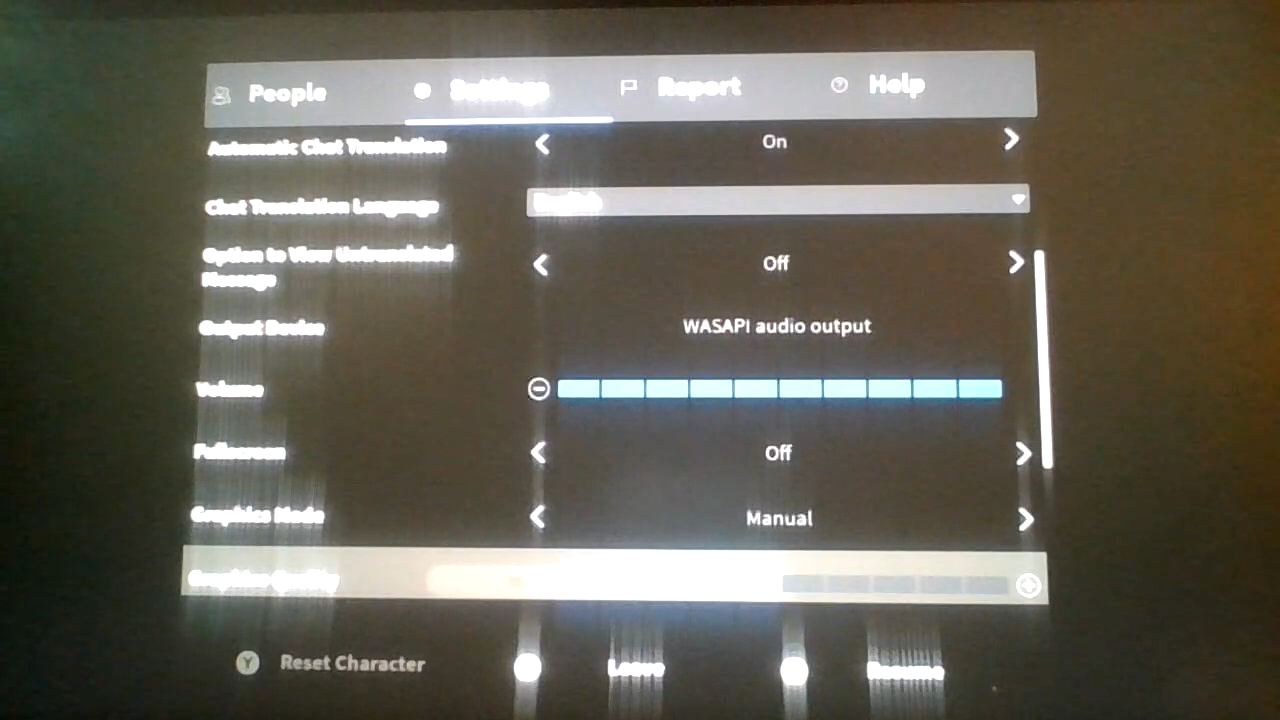 People Settings Report Help
Automatic Chat Translation On
Chat Translation Language English
Option to View Untranslated Off
Message
Output Device WASAPI audio output
Volume
Fullscreen Off
Graphics Mode Manual
Graphics Quality
Y Reset Character Leave Resume